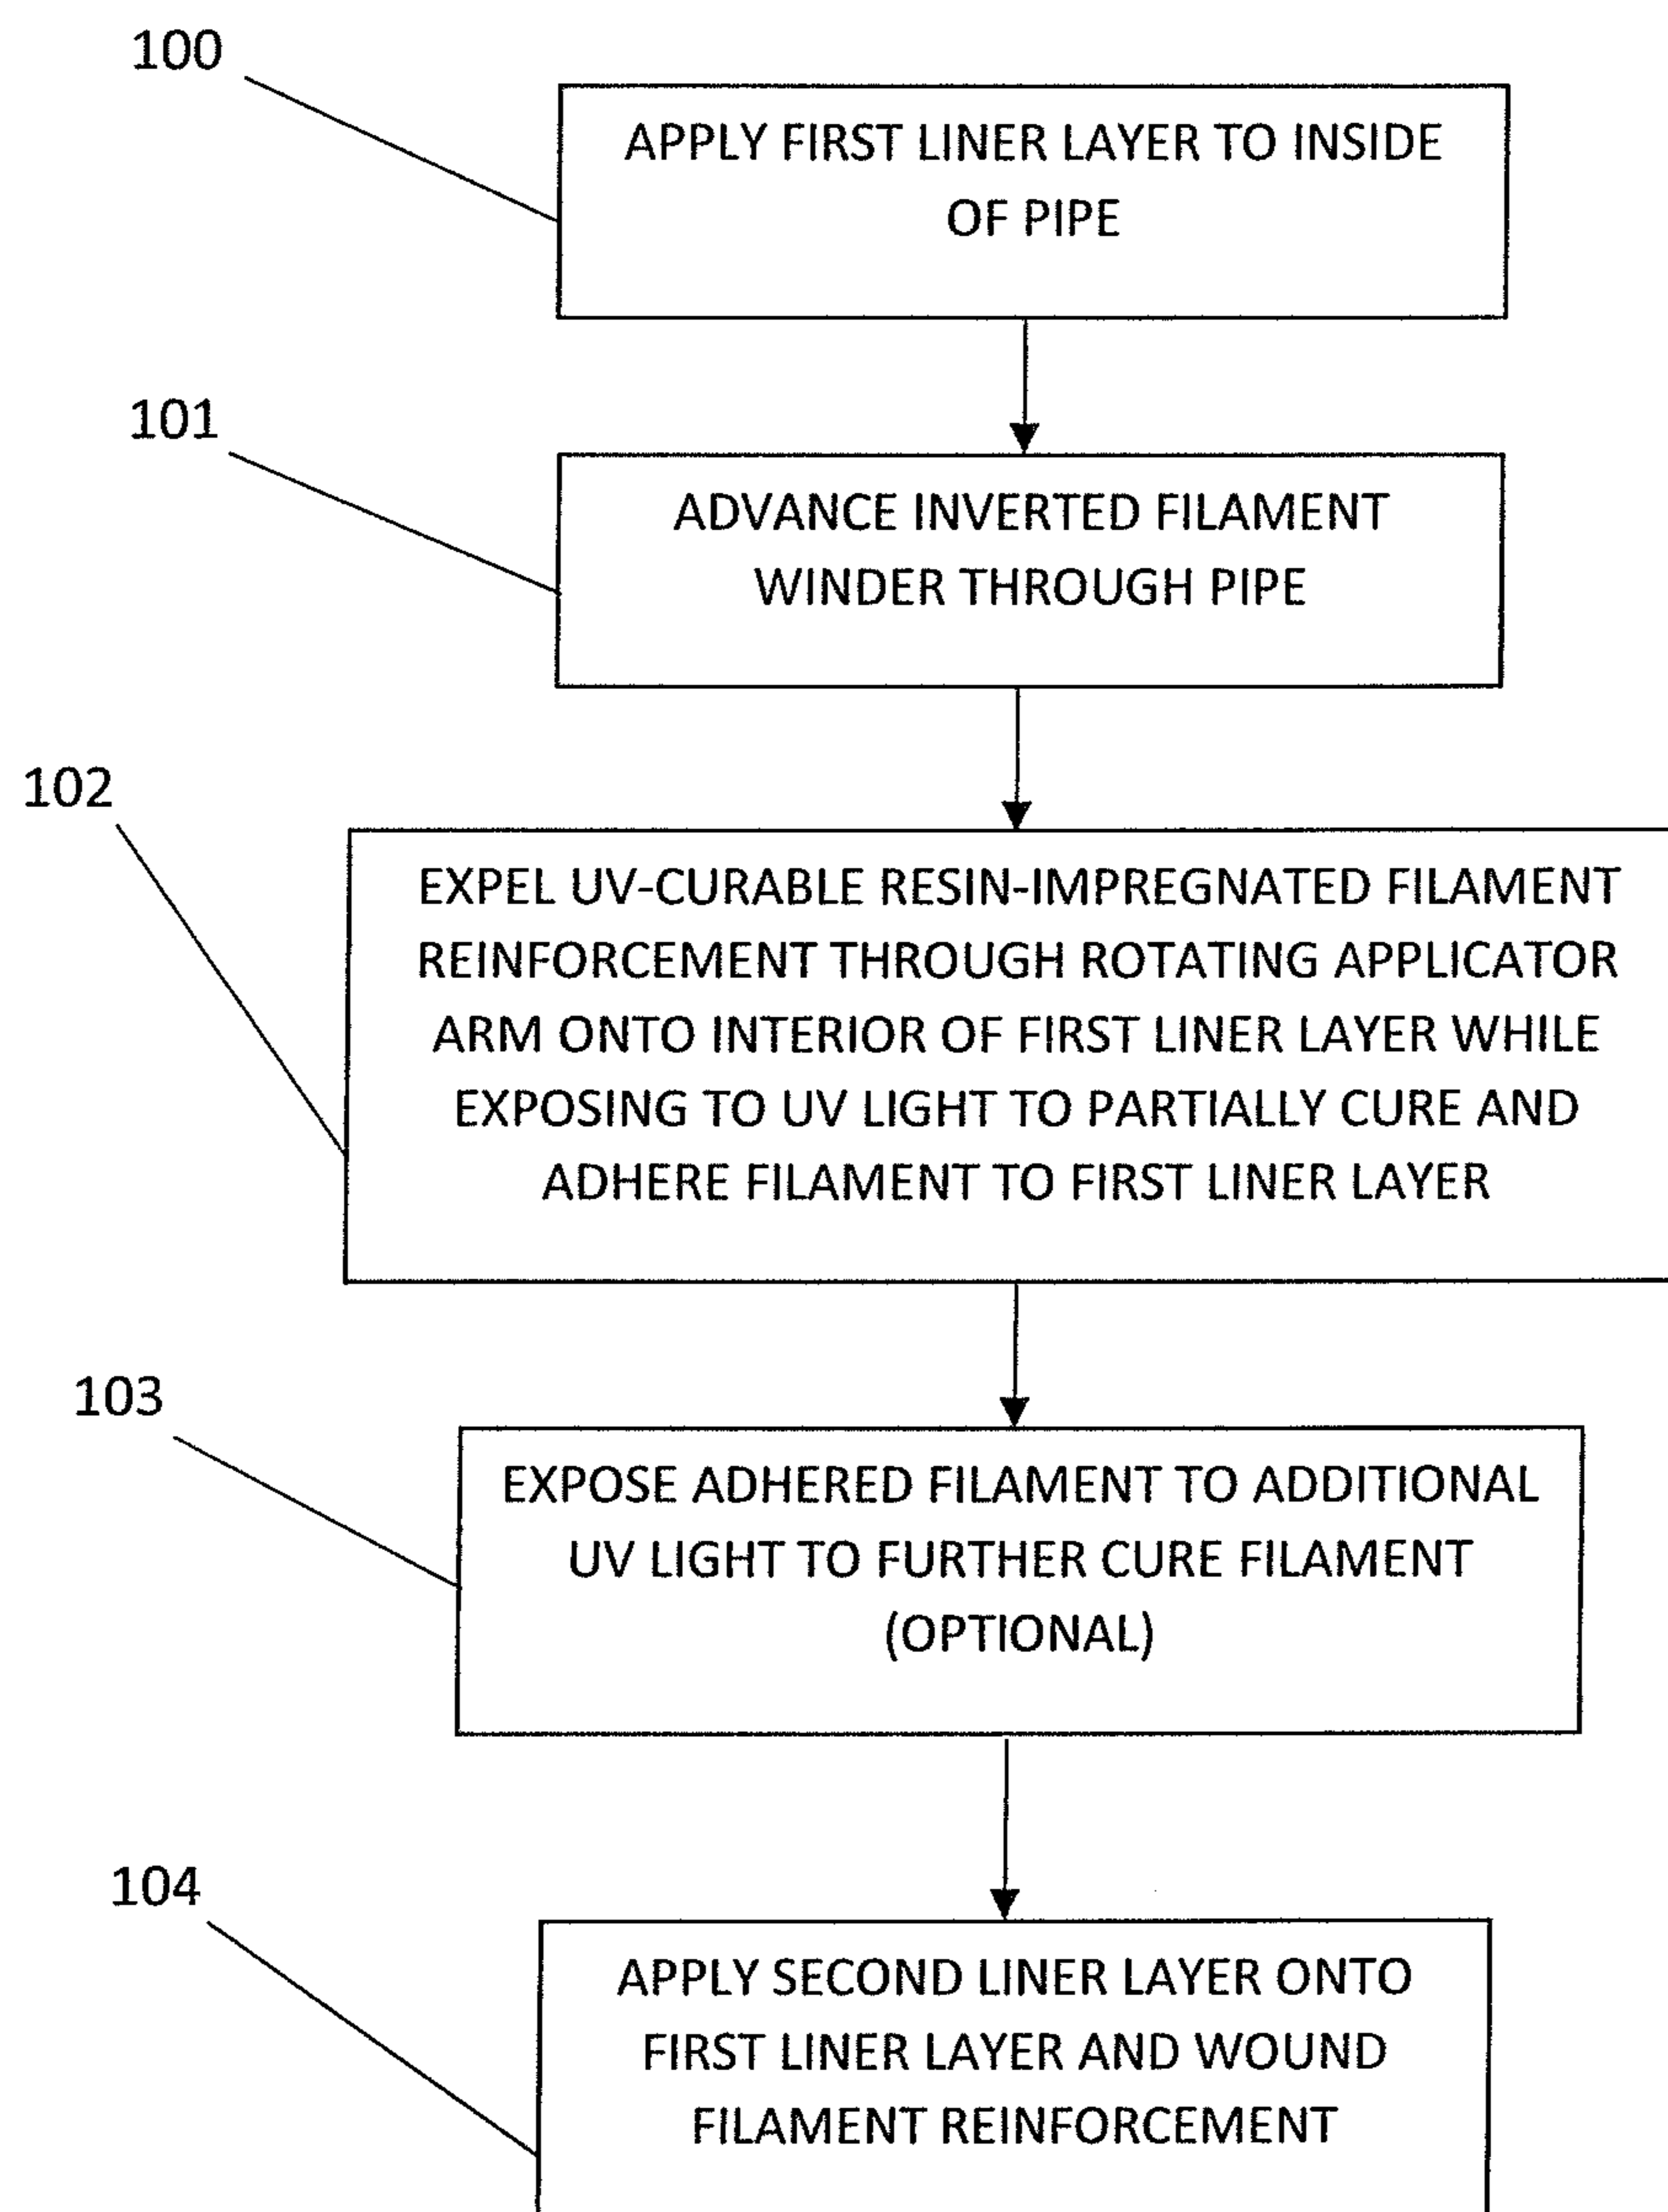 100
APPLY FIRST LINER LAYER TO INSIDE
OF PIPE
101
ADVANCE INVERTED FILAMENT
WINDER THROUGH PIPE
102
EXPEL UV-CURABLE RESIN-IMPREGNATED FILAMENT
REINFORCEMENT THROUGH ROTATING APPLICATOR
ARM ONTO INTERIOR OF FIRST LINER LAYER WHILE
EXPOSING TO UV LIGHT TO PARTIALLY CURE AND
ADHERE FILAMENT TO FIRST LINER LAYER
103
EXPOSE ADHERED FILAMENT TO ADDITIONAL
UV LIGHT TO FURTHER CURE FILAMENT
(OPTIONAL)
104
APPLY SECOND LINER LAYER ONTO
FIRST LINER LAYER AND WOUND
FILAMENT REINFORCEMENT